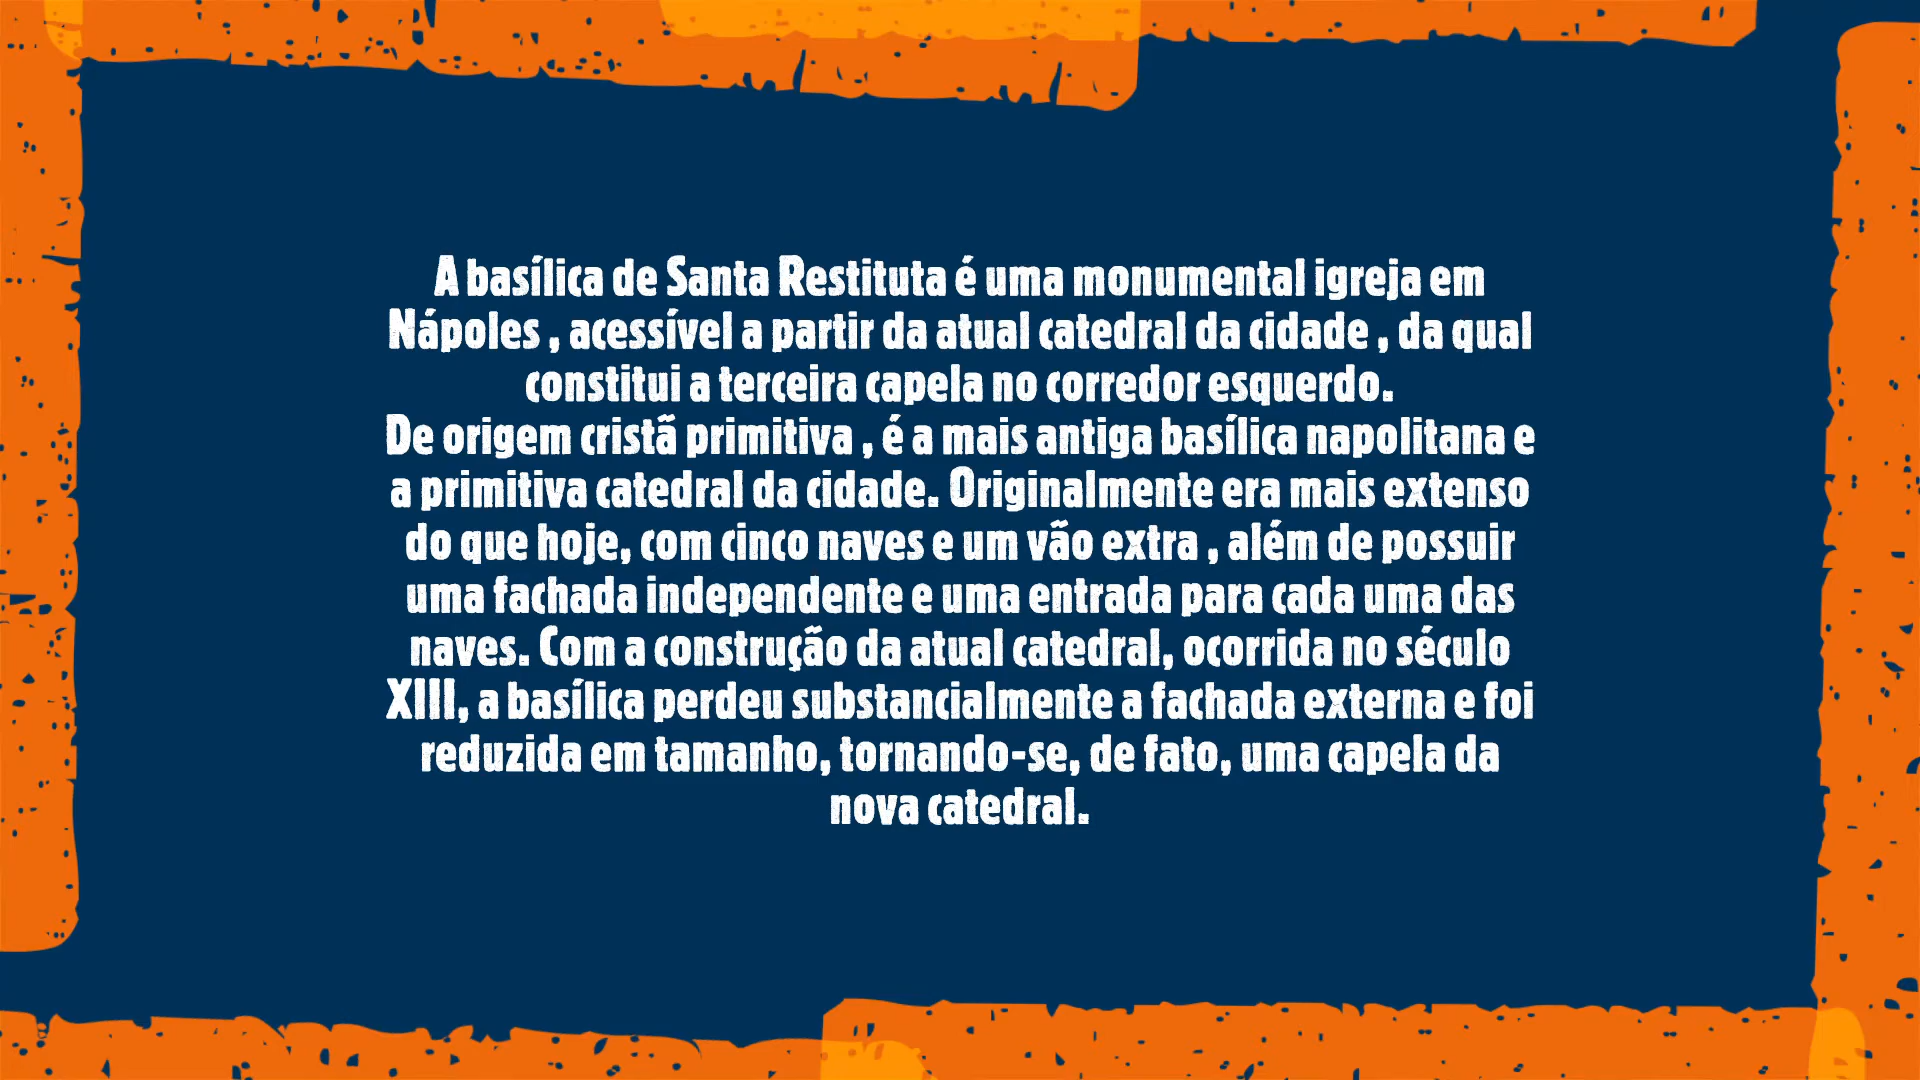 A basílica de Santa Restituta é uma monumental igreja em
Nápoles , acessível a partir da atual catedral da cidade , da qual
constitui a terceira capela no corredor esquerdo.
De origem cristã primitiva , é a mais antiga basílica napolitana e
a primitiva catedral da cidade. Originalmente era mais extenso
do que hoje, com cinco naves e um vão extra , além de possuir
uma fachada independente e uma entrada para cada uma das
naves. Com a construção da atual catedral, ocorrida no século
XIII, a basílica perdeu substancialmente a fachada externa e foi
reduzida em tamanho, tornando-se, de fato, uma capela da
nova catedral.